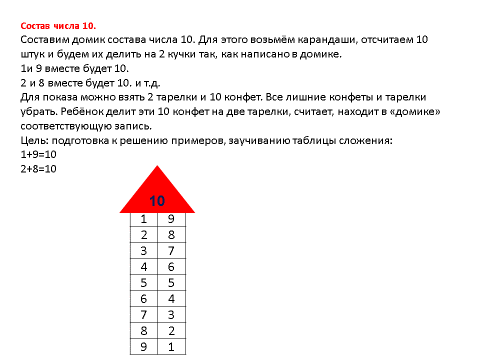 Состав числа 10.
Составим домик состава числа 10. Для этого возьмём карандаши, отсчитаем 10
штук и будем их делить на 2 кучки так, как написано в домике.
1и 9 вместе будет 10.
2 и 8 вместе будет 10. и т.д.
Для показа можно взять 2 тарелки и 10 конфет. Все лишние конфеты и тарелки
убрать. Ребёнок делит эти 10 конфет на две тарелки, считает, находит в «домике»
соответствующую запись.
Цель: подготовка к решению примеров, заучиванию таблицы сложения:
1+9=10
2+8=10
10
1 9
2 8
3 7
4 6
5 5
6 4
7 3
8 2
9 1